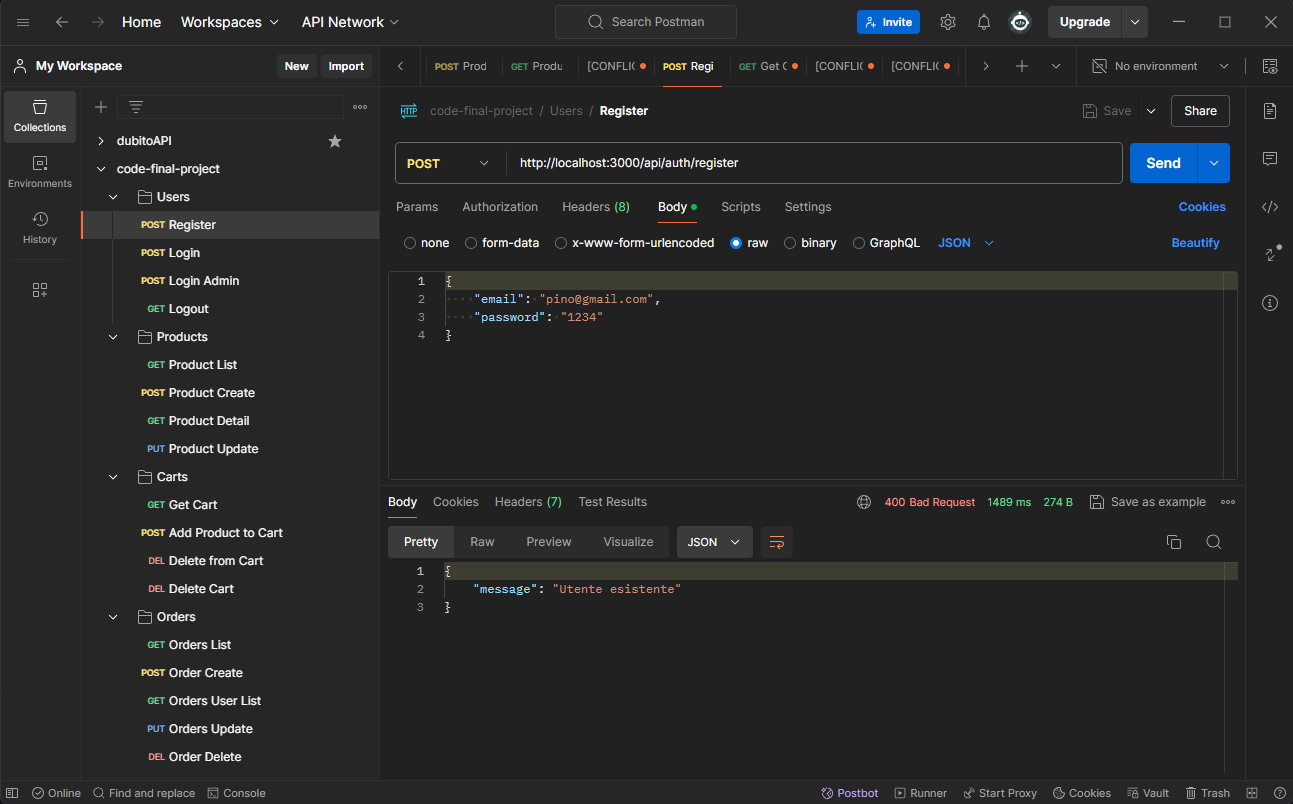 Home Workspaces API Network Search Postman Invite Upgrade
My Workspace New Import POST Prod GET Produ [CONFLIC POST Regi GET Get C [CONFLIC [CONFLIC No environment
Collections
Environments
History
dubitoAPI
code-final-project
Users
POST Register
POST Login
POST Login Admin
GET Logout
Products
GET Product List
POST Product Create
GET Product Detail
PUT Product Update
Carts
GET Get Cart
POST Add Product to Cart
DEL Delete from Cart
DEL Delete Cart
Orders
GET Orders List
POST Order Create
GET Orders User List
PUT Orders Update
DEL Order Delete
HTTP code-final-project / Users / Register Save Share
POST http://localhost:3000/api/auth/register Send
Params Authorization Headers (8) Body Scripts Settings Cookies
none form-data x-www-form-urlencoded raw binary GraphQL JSON Beautify
1 {
2 "email": "pino@gmail.com",
3 "password": "1234"
4 }
Body Cookies Headers (7) Test Results 400 Bad Request 1489 ms 274 B Save as example
Pretty Raw Preview Visualize JSON
1 {
2 "message": "Utente esistente"
3 }
Online Find and replace Console Postbot Runner Start Proxy Cookies Vault Trash